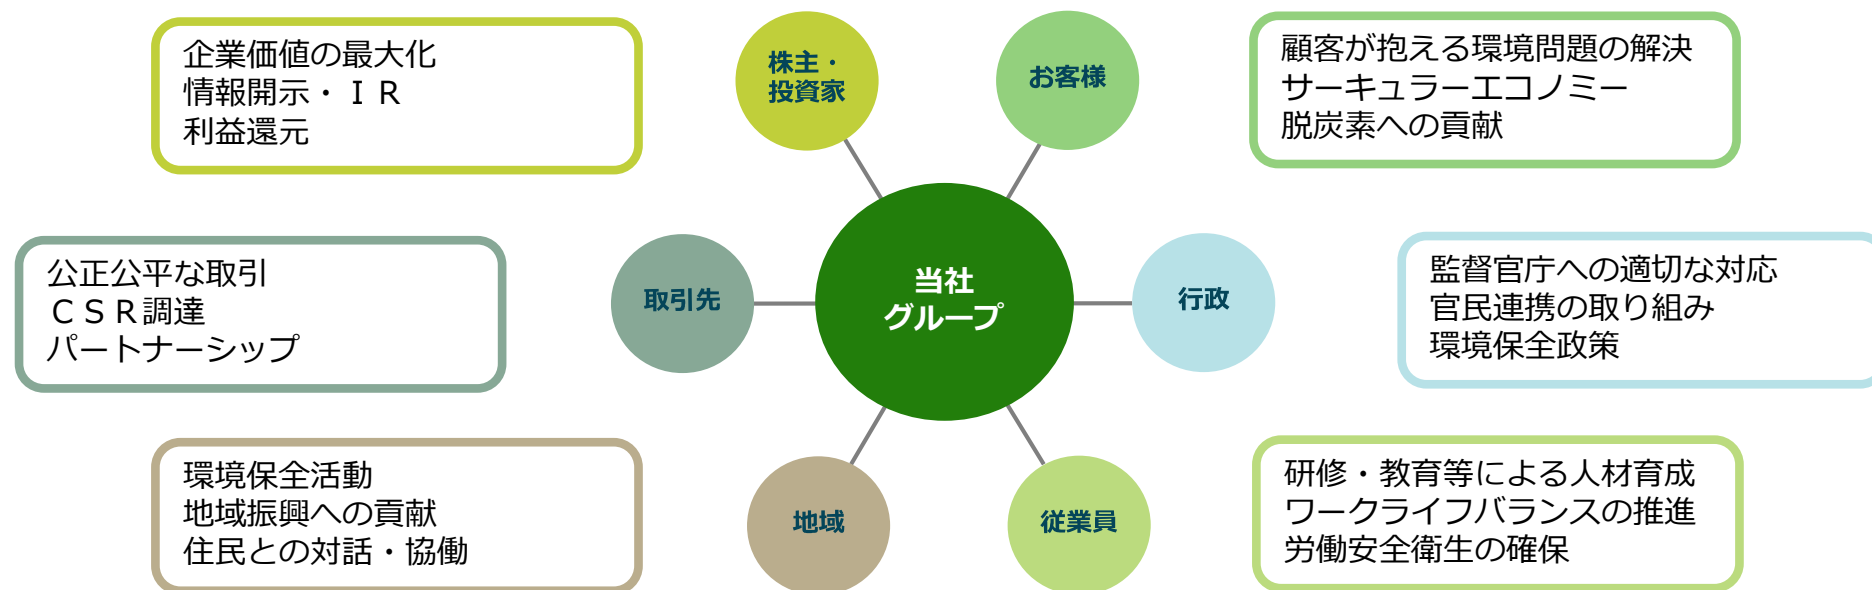 企業価値の最大化
情報開示・ＩＲ
利益還元
株主・
投資家
お客様
顧客が抱える環境問題の解決
サーキュラーエコノミー
脱炭素への貢献
公正公平な取引
ＣＳＲ調達
パートナーシップ
取引先
当社
グループ
行政
監督官庁への適切な対応
官民連携の取り組み
環境保全政策
環境保全活動
地域振興への貢献
住民との対話・協働
地域
従業員
研修・教育等による人材育成
ワークライフバランスの推進
労働安全衛生の確保